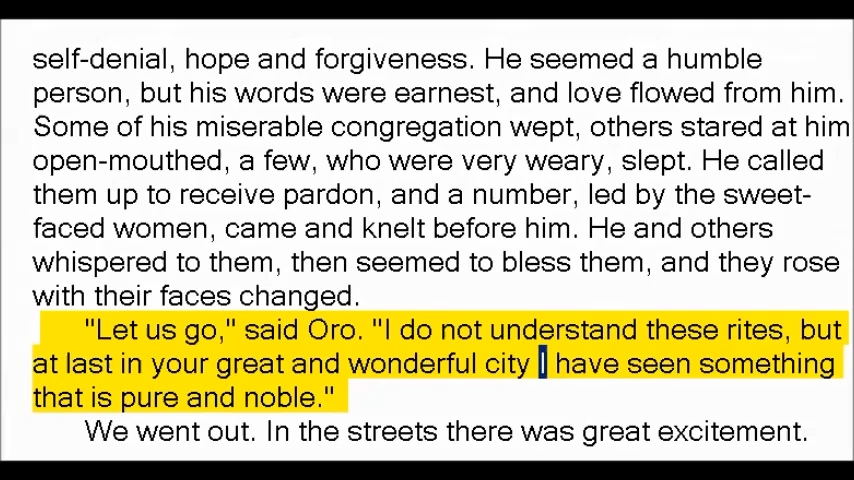 self-denial, hope and forgiveness. He seemed a humble
person, but his words were earnest, and love flowed from him.
Some of his miserable congregation wept, others stared at him
open-mouthed, a few, who were very weary, slept. He called
them up to receive pardon, and a number, led by the sweet-
faced women, came and knelt before him. He and others
whispered to them, then seemed to bless them, and they rose
with their faces changed.
"Let us go," said Oro. "I do not understand these rites, but
at last in your great and wonderful city I have seen something
that is pure and noble."
We went out. In the streets there was great excitement.